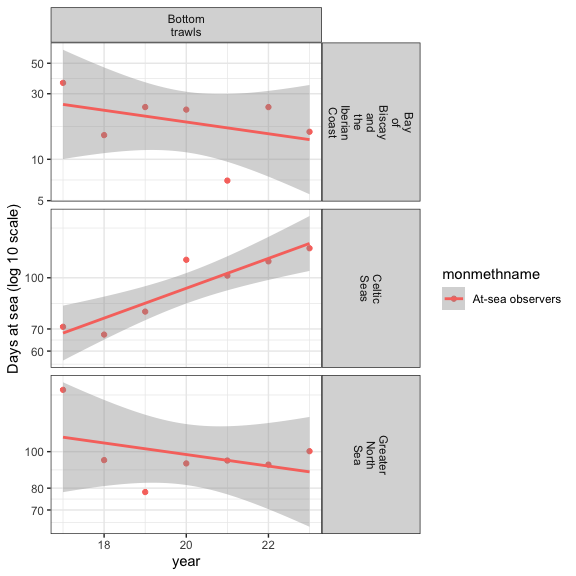 Bottom
trawls
50
30
10
5
Bay
of
Biscay
and
the
Iberian
Coast
100
70
60
Celtic
Seas
100
80
70
Greater
North
Sea
Days at sea (log 10 scale)
18
20
22
year
monmethname
At-sea observers